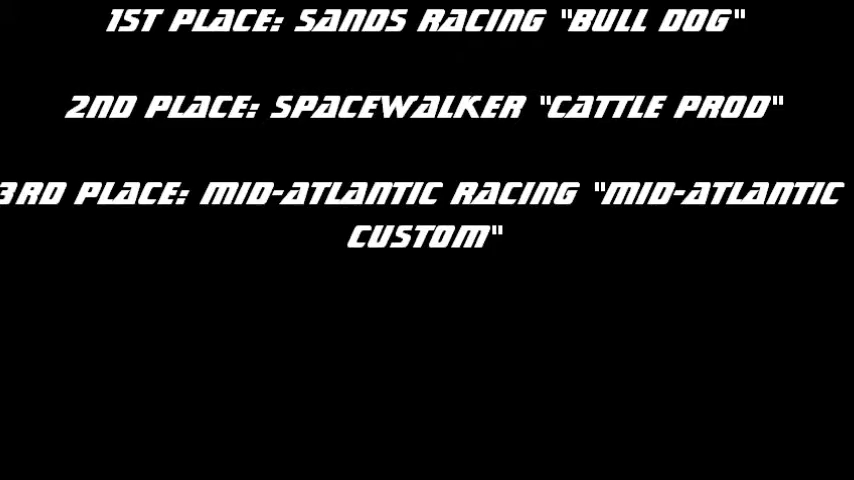 1ST PLACE: SANDS RACING "BULL DOG"
2ND PLACE: SPACEWALKER "CATTLE PROD"
3RD PLACE: MID-ATLANTIC RACING "MID-ATLANTIC
CUSTOM"